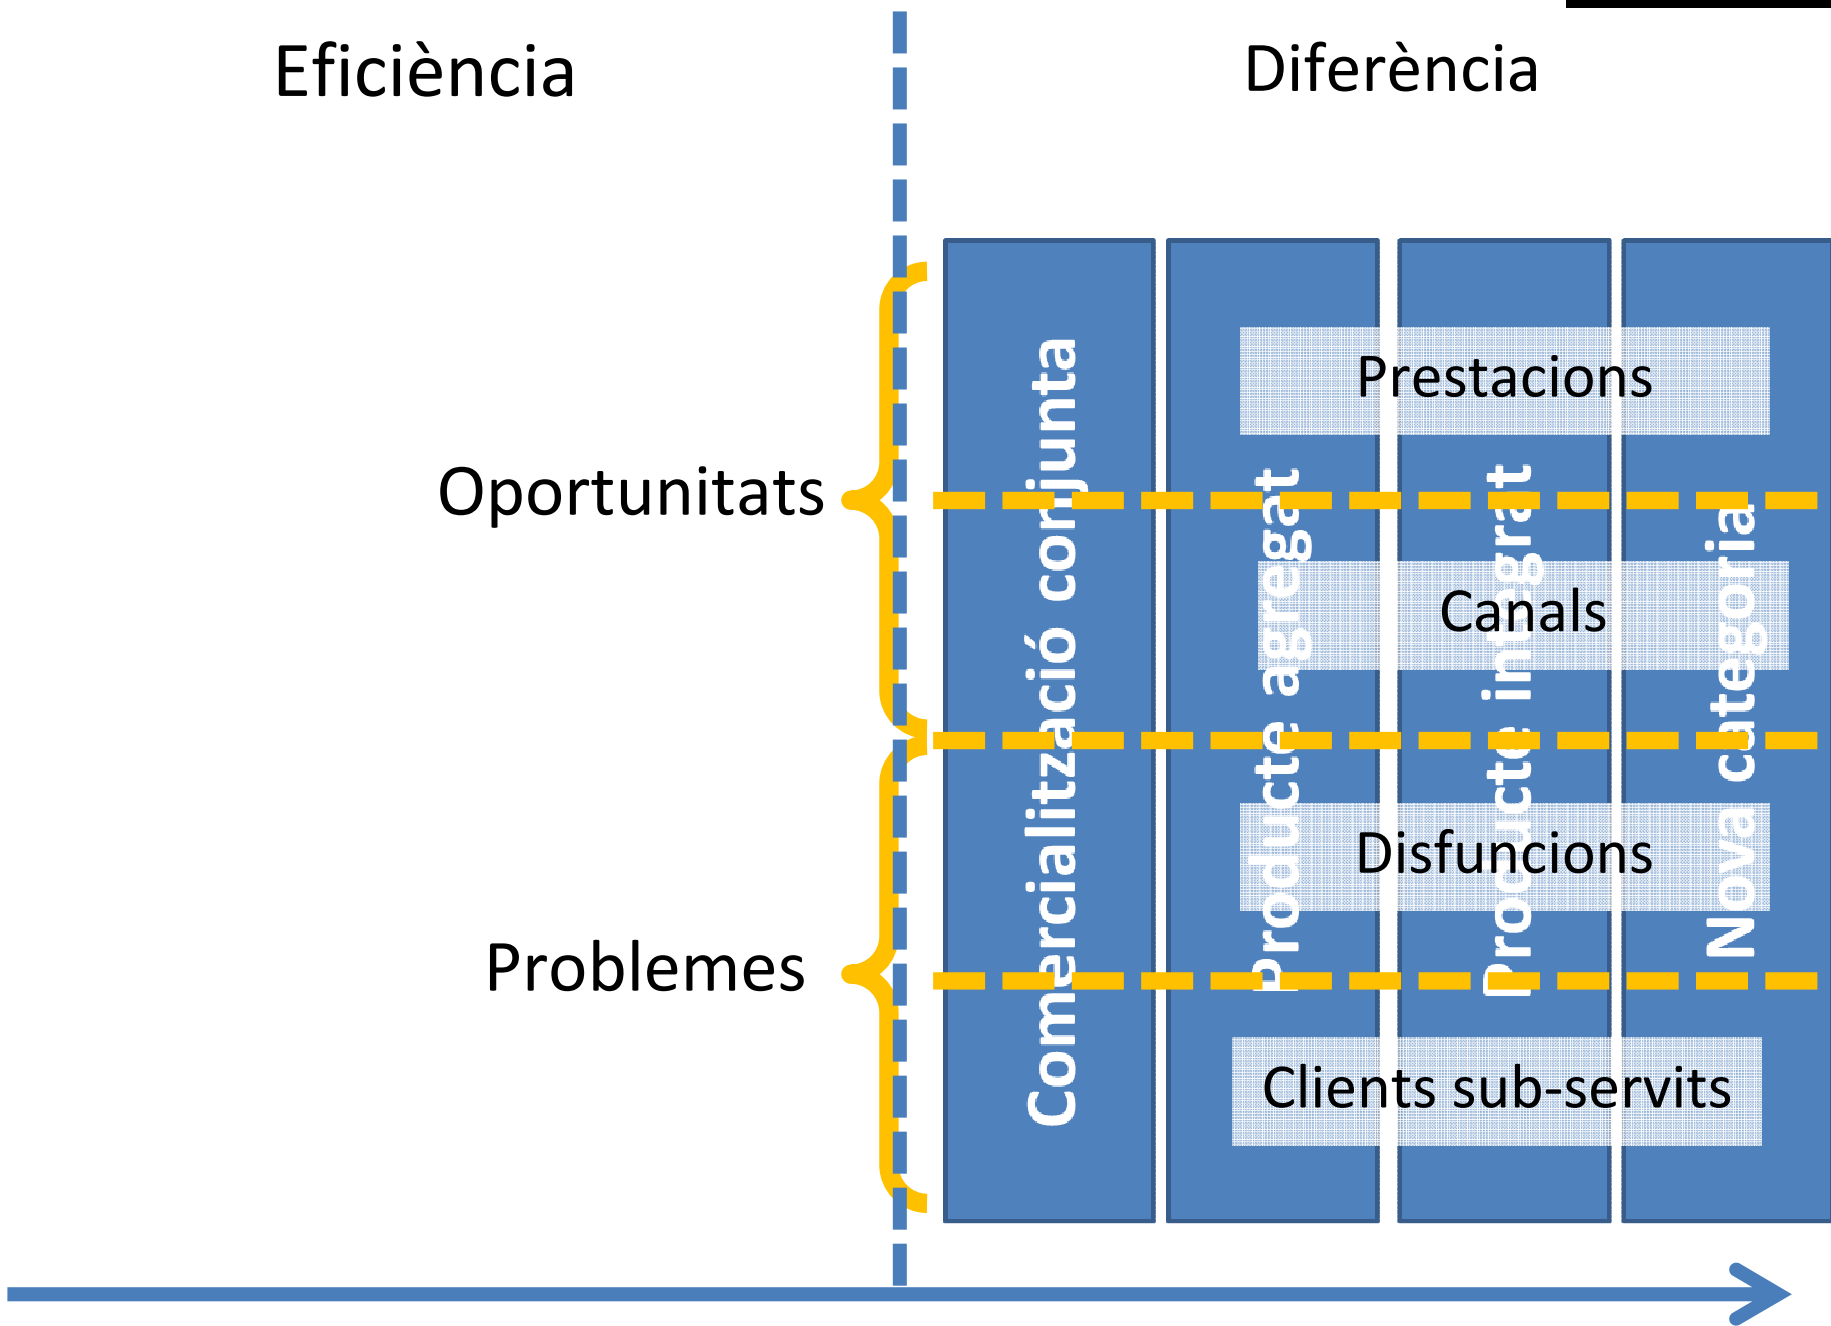 Eficiència
Diferència
Oportunitats
Problemes
Comercialització conjunta
Producte agregat
Producte integrat
Nova categoria
Prestacions
Canals
Disfuncions
Clients sub-servits